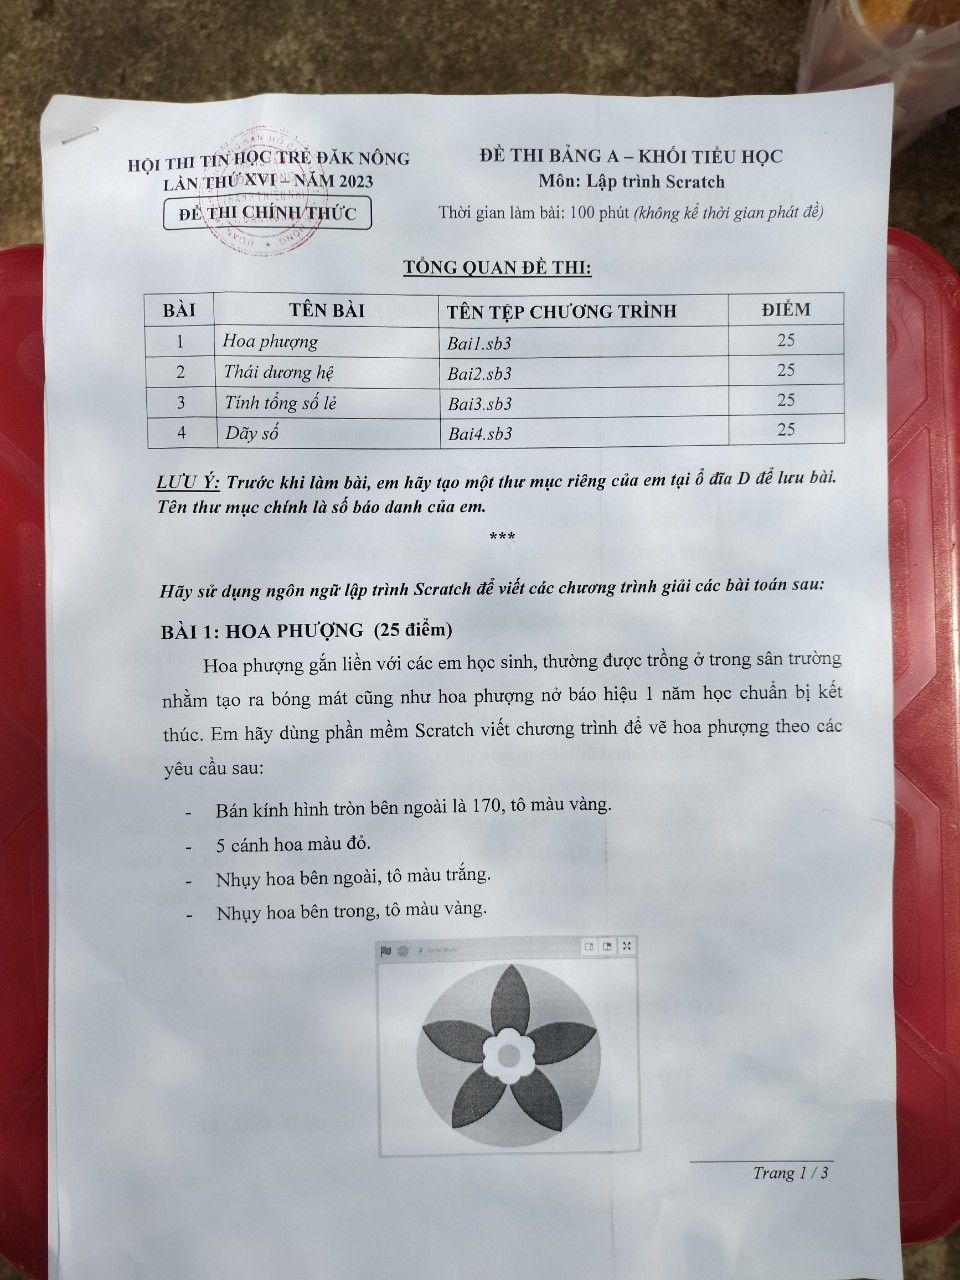 HỘI THI TIN HỌC TRẺ ĐĂK NÔNG
LẦN THỨ XVI – NĂM 2023
ĐỀ THI CHÍNH THỨC
ĐỀ THI BẢNG A – KHỐI TIỂU HỌC
Môn: Lập trình Scratch
Thời gian làm bài: 100 phút (không kể thời gian phát đề)
TỔNG QUAN ĐỀ THI:
BÀI TÊN BÀI TÊN TỆP CHƯƠNG TRÌNH ĐIỂM
1 Hoa phượng Bai1.sb3 25
2 Thái dương hệ Bai2.sb3 25
3 Tính tổng số lẻ Bai3.sb3 25
4 Dãy số Bai4.sb3 25
LƯU Ý: Trước khi làm bài, em hãy tạo một thư mục riêng của em tại ổ đĩa D để lưu bài.
Tên thư mục chính là số báo danh của em.
***
Hãy sử dụng ngôn ngữ lập trình Scratch để viết các chương trình giải các bài toán sau:
BÀI 1: HOA PHƯỢNG (25 điểm)
Hoa phượng gắn liền với các em học sinh, thường được trồng ở trong sân trường
nhằm tạo ra bóng mát cũng như hoa phượng nở báo hiệu 1 năm học chuẩn bị kết
thúc. Em hãy dùng phần mềm Scratch viết chương trình để vẽ hoa phượng theo các
yêu cầu sau:
- Bán kính hình tròn bên ngoài là 170, tô màu vàng.
- 5 cánh hoa màu đỏ.
- Nhụy hoa bên ngoài, tô màu trắng.
- Nhụy hoa bên trong, tô màu vàng.
Trang 1 / 3